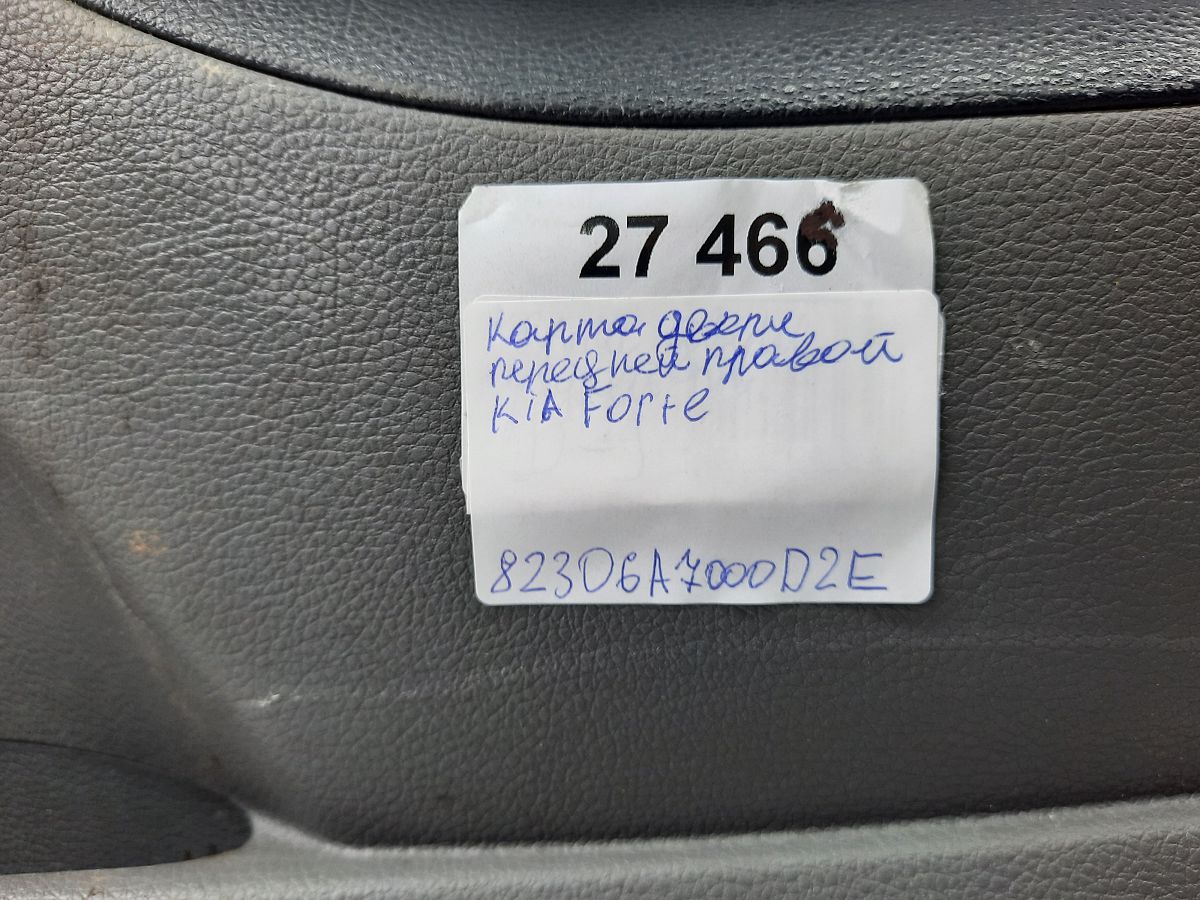 27 466
Карта двери
передней правой
KIA Forte
82306A7000D2E